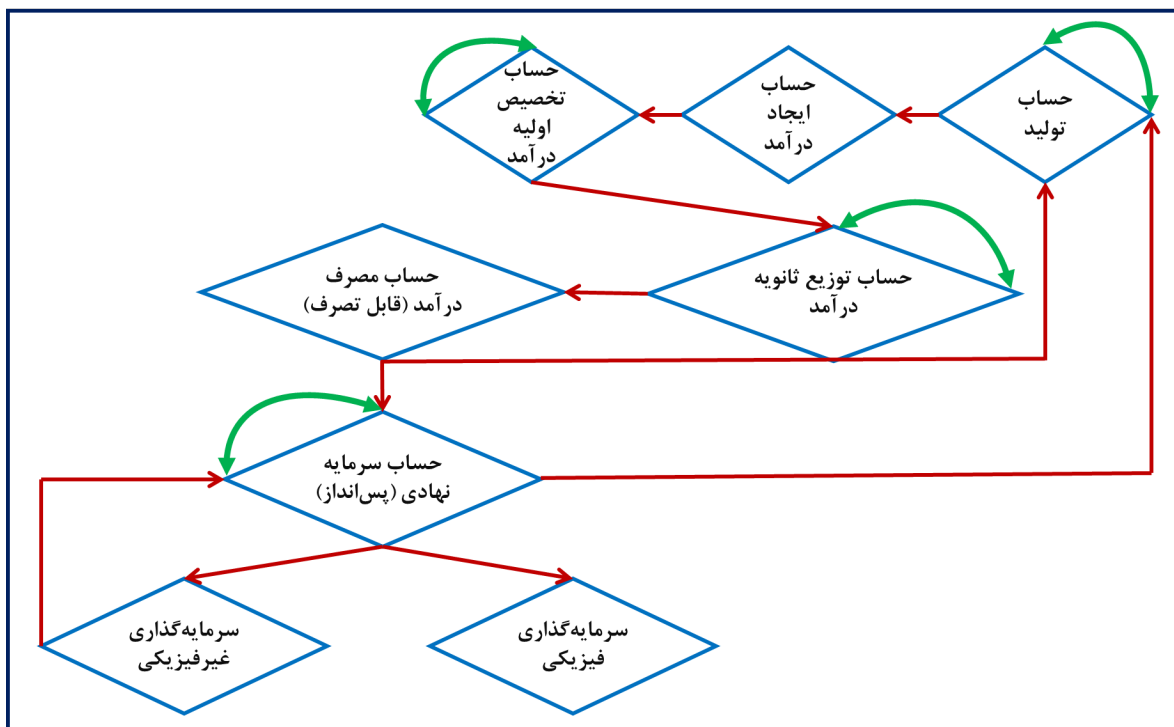 حساب
تولید
حساب
ایجاد
درآمد
حساب
تخصیص
اولیه
درآمد
حساب توزیع ثانویه
درآمد
حساب مصرف
درآمد (قابل تصرف)
حساب سرمایه
نهادی (پس‌انداز)
سرمایه‌گذاری
فیزیکی
سرمایه‌گذاری
غیرفیزیکی